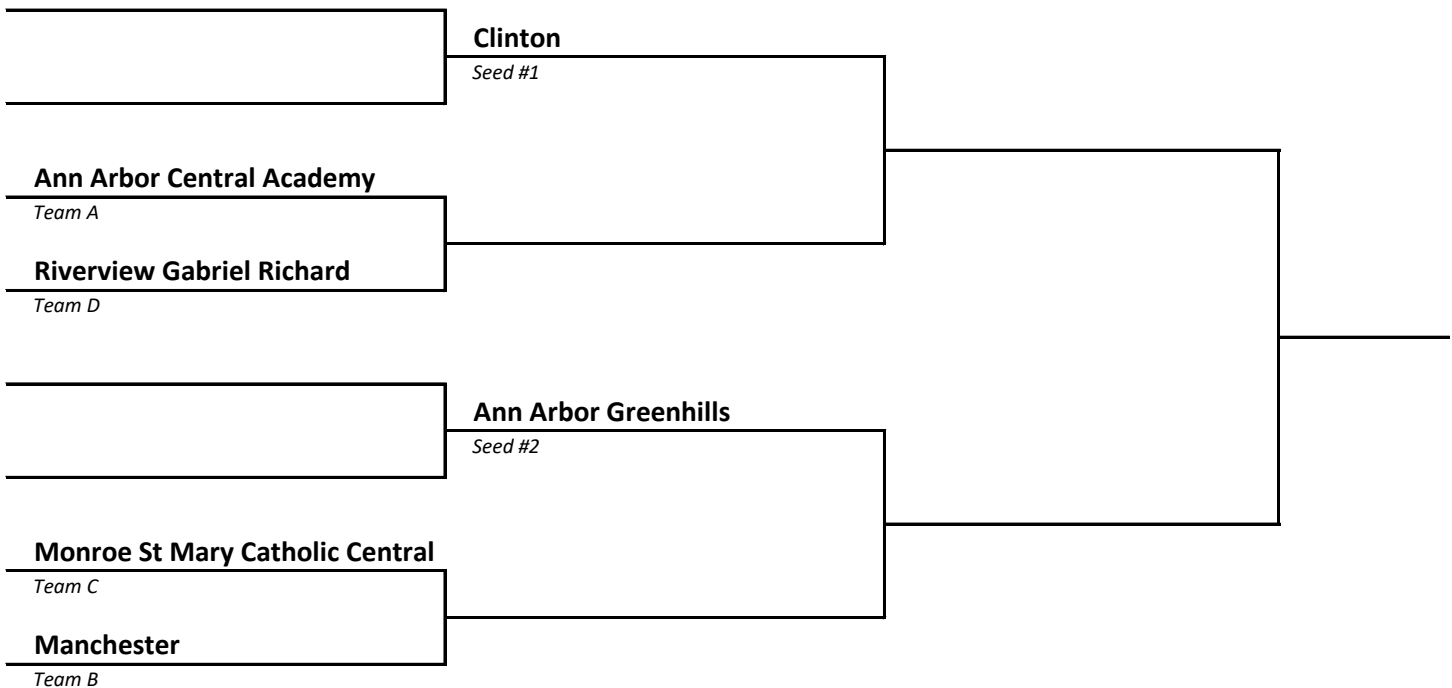 Clinton
Seed #1
Ann Arbor Central Academy
Team A
Riverview Gabriel Richard
Team D
Ann Arbor Greenhills
Seed #2
Monroe St Mary Catholic Central
Team C
Manchester
Team B